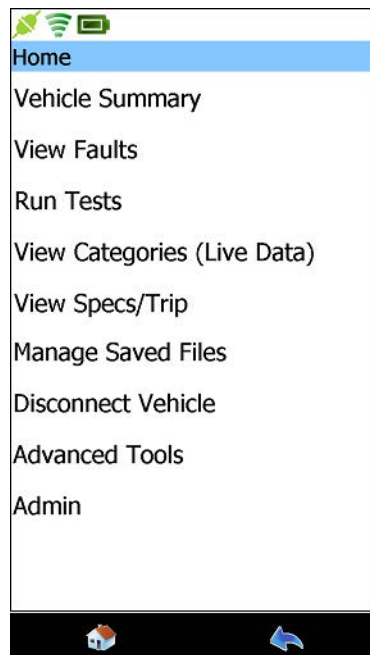 Home
Vehicle Summary
View Faults
Run Tests
View Categories (Live Data)
View Specs/Trip
Manage Saved Files
Disconnect Vehicle
Advanced Tools
Admin